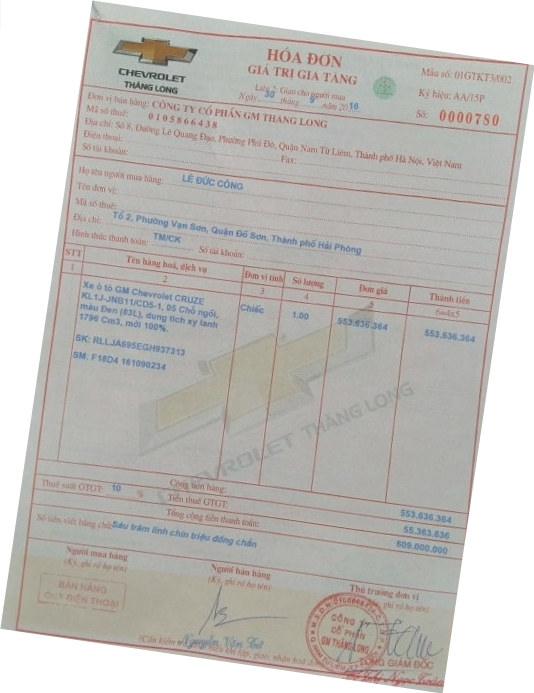 CHEVROLET
THĂNG LONG
HÓA ĐƠN
GIÁ TRỊ GIA TĂNG
Liên 2: Giao cho người mua
Ngày 30 tháng 9 năm 2016
Mẫu số: 01GTKT3/002
Ký hiệu: AA/15P
Số: 0000780
Đơn vị bán hàng: CÔNG TY CỔ PHẦN GM THĂNG LONG
Mã số thuế: 0105866438
Địa chỉ: Số 8, Đường Lê Quang Đạo, Phường Phú Đô, Quận Nam Từ Liêm, Thành phố Hà Nội, Việt Nam
Điện thoại: Fax:
Số tài khoản:
Họ tên người mua hàng: LÊ ĐỨC CÔNG
Tên đơn vị:
Mã số thuế:
Địa chỉ: Tổ 2, Phường Vạn Sơn, Quận Đồ Sơn, Thành phố Hải Phòng
Hình thức thanh toán: TM/CK Số tài khoản:
STT Tên hàng hoá, dịch vụ Đơn vị tính Số lượng Đơn giá Thành tiền
1 2 3 4 5 6=4x5
Xe ô tô GM Chevrolet CRUZE
KL1J-JNB11/CD5-1, 05 Chỗ ngồi,
màu Đen (83L), dung tích xy lanh
1796 Cm3, mới 100%.
Chiếc 1.00 553.636.364 553.636.364
SK: RLLJA695EGH937313
SM: F18D4 161090234
CHEVROLET THĂNG LONG
Cộng tiền hàng: 553.636.364
Thuế suất GTGT: 10 % Tiền thuế GTGT: 55.363.636
Tổng cộng tiền thanh toán: 609.000.000
Số tiền viết bằng chữ: Sáu trăm linh chín triệu đồng chẵn
Người mua hàng Người bán hàng Thủ trưởng đơn vị
(Ký, ghi rõ họ tên) (Ký, ghi rõ họ tên) ghi rõ họ tên)
BÁN HÀNG
QUA ĐIỆN THOẠI
CÔNG TY
CỔ PHẦN
GM THĂNG LONG
TỔNG GIÁM ĐỐC
Nguyễn Văn
(Cần kiểm tra,